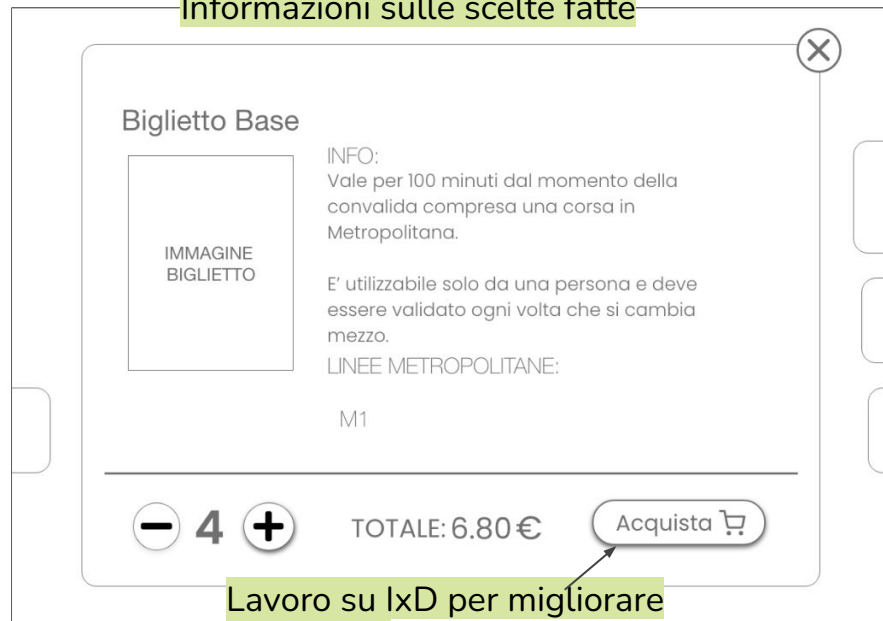 Informazioni sulle scelte fatte
Biglietto Base
IMMAGINE
BIGLIETTO
INFO:
Vale per 100 minuti dal momento della
convalida compresa una corsa in
Metropolitana.
E' utilizzabile solo da una persona e deve
essere validato ogni volta che si cambia
mezzo.
LINEE METROPOLITANE:
M1
4
TOTALE: 6.80 €
Acquista
Lavoro su IxD per migliorare